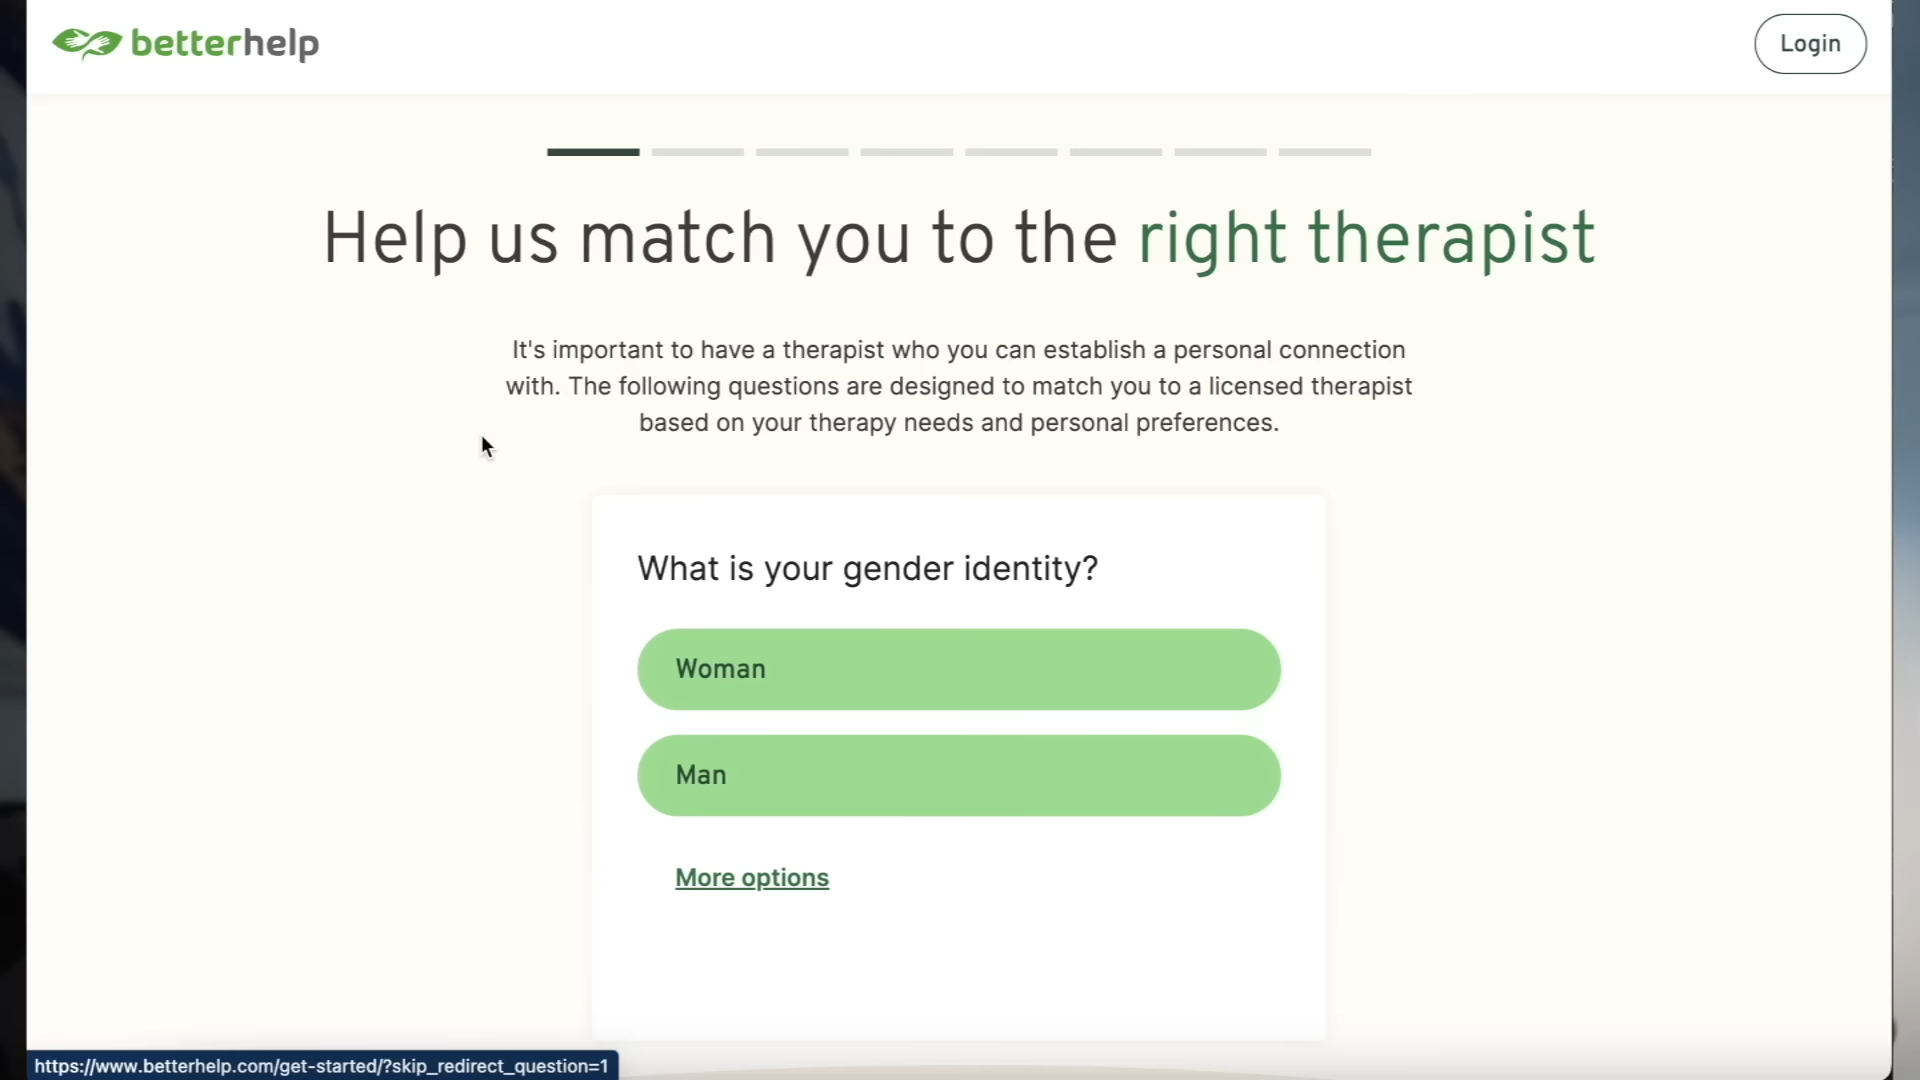 betterhelp
Login
Help us match you to the right therapist
It's important to have a therapist who you can establish a personal connection
with. The following questions are designed to match you to a licensed therapist
based on your therapy needs and personal preferences.
What is your gender identity?
Woman
Man
More options
https://www.betterhelp.com/get-started/?skip_redirect_question=1